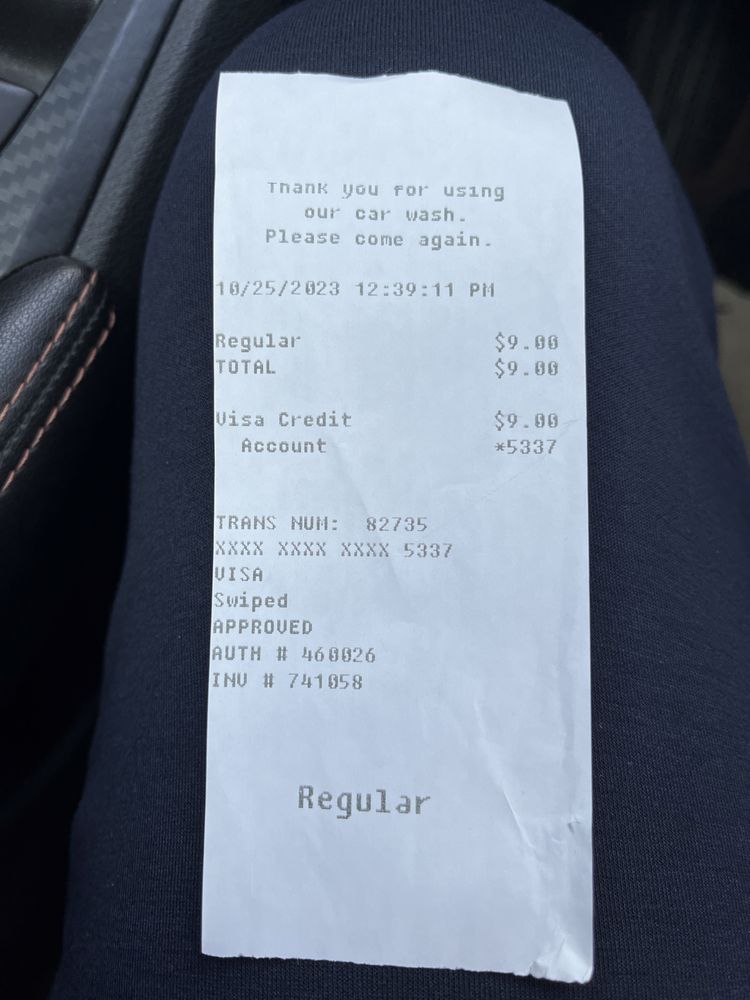 Thank you for using
our car wash.
Please come again.
10/25/2023 12:39:11 PM
Regular $9.00
TOTAL $9.00
Visa Credit $9.00
Account *5337
TRANS NUM: 82735
XXXX XXXX XXXX 5337
VISA
Swiped
APPROVED
AUTH # 460026
INV # 741058
Regular